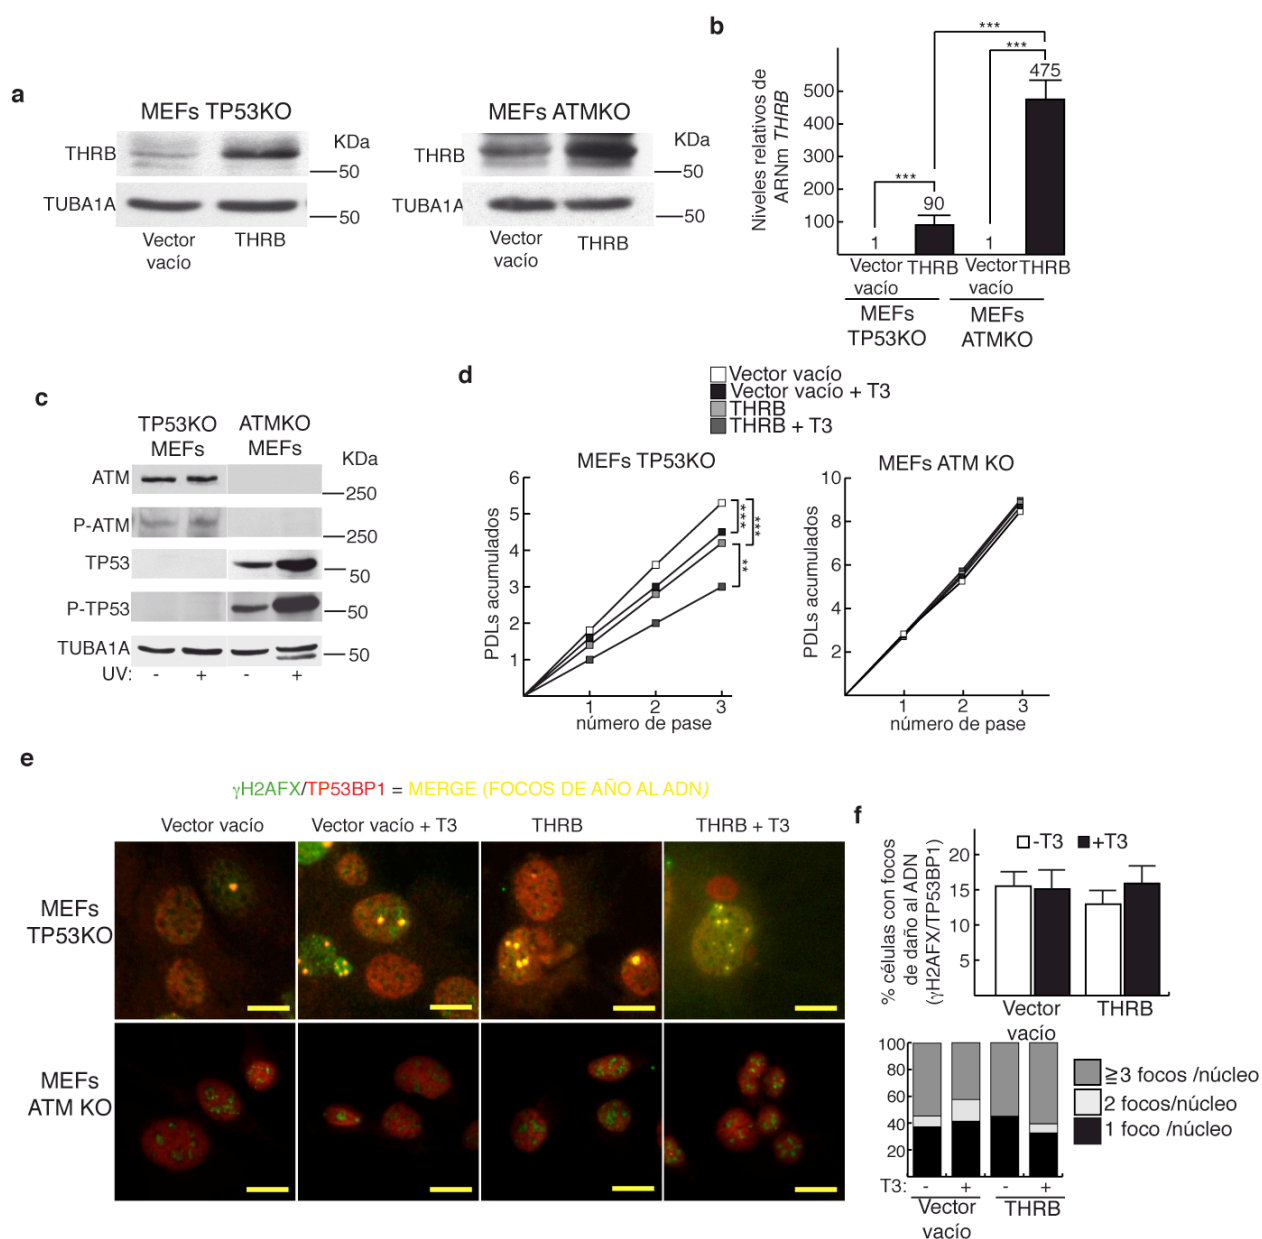 a
MEFs TP53KO
THRB
KDa
50
TUBA1A
50
Vector
vacío
THRB
MEFs ATMKO
THRB
KDa
50
TUBA1A
50
Vector
vacío
THRB
b
Niveles relativos de
ARNm THRB
500
400
300
200
100
***
***
***
475
90
1
1
Vector
vacío
THRB
Vector
vacío
THRB
MEFs
TP53KO
MEFs
ATMKO
c
TP53KO
MEFs
ATMKO
MEFs
KDa
ATM
250
P-ATM
250
TP53
50
P-TP53
50
TUBA1A
50
UV:
-
+
-
+
d
Vector vacío
Vector vacío + T3
THRB
THRB + T3
MEFs TP53KO
PDLs acumulados
6
5
4
3
2
1
***
***
**
1
2
3
número de pase
MEFs ATM KO
PDLs acumulados
10
8
6
4
2
1
2
3
número de pase
e
γH2AFX/TP53BP1 = MERGE (FOCOS DE AÑO AL ADN)
Vector vacío
Vector vacío + T3
THRB
THRB + T3
MEFs
TP53KO
MEFs
ATM KO
f
% células con focos
de daño al ADN
(γH2AFX/TP53BP1)
-T3
+T3
20
15
10
5
Vector
vacío
THRB
100
80
60
40
20
≧3 focos /núcleo
2 focos/núcleo
1 foco /núcleo
T3:
-
+
-
+
Vector
vacío
THRB